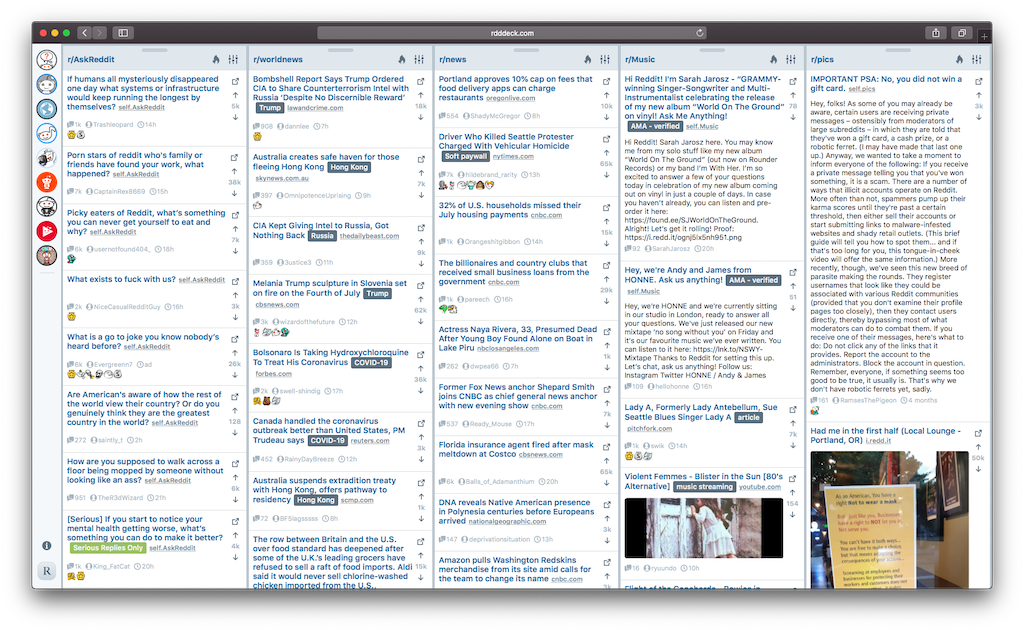 rdddeck.com
r/AskReddit
If humans all mysteriously disappeared
one day what systems or infrastructure
would keep running the longest by
themselves? self.AskReddit
5k
1k Trashleopard 14h
Porn stars of reddit who's family or
friends have found your work, what
happened? self.AskReddit
38k
7k CaptainRex8669 15h
Picky eaters of Reddit, what's something
you can never get yourself to eat and
why? self.AskReddit
7k
6k usernotfound404_ 18h
What exists to fuck with us? self.AskReddit
3k
2k NiceCasualRedditGuy 16h
What is a go to joke you know nobody's
heard before? self.AskReddit
26k
6k Evergreenn7 ad
Are American's aware of how the rest of
the world view their country? Or do you
genuinely think they are the greatest
country in the world? self.AskReddit
128
272 saintly_t 2h
How are you supposed to walk across a
floor being mopped by someone without
looking like an ass? self.AskReddit
6k
951 TheR3dWizard 21h
[Serious] If you start to notice your
mental health getting worse, what's
something you can do to make it better?
Serious Replies Only self.AskReddit
4k
1k King_FatCat 20h
R
r/worldnews
Bombshell Report Says Trump Ordered
CIA to Share Counterterrorism Intel with
Russia 'Despite No Discernible Reward'
Trump lawandcrime.com
18k
908 dannlee 7h
Australia creates safe haven for those
fleeing Hong Kong Hong Kong
skynews.com.au
7k
397 OmnipotenceUprising 9h
CIA Kept Giving Intel to Russia, Got
Nothing Back Russia thedailybeast.com
9k
359 3ustice3 11h
Melania Trump sculpture in Slovenia set
on fire on the Fourth of July Trump
cbsnews.com
62k
3k wizardofthefuture 12h
Bolsonaro Is Taking Hydroxychloroquine
To Treat His Coronavirus COVID-19
forbes.com
38k
2k swell-shindig 17h
Canada handled the coronavirus
outbreak better than United States, PM
Trudeau says COVID-19 reuters.com
3k
452 RainyDayBreeze 12h
Australia suspends extradition treaty
with Hong Kong, offers pathway to
residency Hong Kong scmp.com
1k
72 BF5lagsssss 8h
The row between Britain and the U.S.
over food standard has deepened after
some of the U.K.'s leading grocers have
refused to sell a raft of food imports. Aldi
said it would never sell chlorine-washed
chicken imported from the U.S..
15k
r/news
Portland approves 10% cap on fees that
food delivery apps can charge
restaurants oregonlive.com
10k
554 ShadyMcGregor 8h
Driver Who Killed Seattle Protester
Charged With Vehicular Homicide
Soft paywall nytimes.com
65k
7k hildebrand_rarity 13h
32% of U.S. households missed their
July housing payments cnbc.com
15k
1k Orangeshitgibbon 14h
The billionaires and country clubs that
received small business loans from the
government cnbc.com
29k
1k pereech 16h
Actress Naya Rivera, 33, Presumed Dead
After Young Boy Found Alone on Boat in
Lake Piru nbclosangeles.com
1k
252 dwpea66 7h
Former Fox News anchor Shepard Smith
joins CNBC as chief general news anchor
with new evening show cnbc.com
7k
537 Ready_Mouse 17h
Florida insurance agent fired after mask
meltdown at Costco cbsnews.com
65k
6k Balls_of_Adamanthium 20h
DNA reveals Native American presence
in Polynesia centuries before Europeans
arrived nationalgeographic.com
3k
147 deprivationsituation 13h
Amazon pulls Washington Redskins
merchandise from its site amid calls for
the team to change its name cnbc.com
r/Music
Hi Reddit! I'm Sarah Jarosz - "GRAMMY-
winning Singer-Songwriter and Multi-
Instrumentalist celebrating the release
of my new album "World On The Ground"
on vinyl! Ask Me Anything!
AMA - verified self.Music
78
Hi Reddit! Sarah Jarosz here. You may know
me from my solo stuff like my new album
"World On The Ground" (out now on Rounder
Records) or my band I'm With Her. I'm so
excited to answer a few of your questions
today in celebration of my new album coming
out on vinyl in just a couple of days. In case
you haven't already, you can listen and pre-
order it here:
https://found.ee/SJWorldOnTheGround.
Alright! Let's get it rolling! Proof:
https://i.redd.it/ognj5ix5nh951.png
92 SarahJarosz 20h
Hey, we're Andy and James from
HONNE. Ask us anything! AMA - verified
self.Music
51
Hey, we're HONNE and we're currently sitting
in our studio in London, ready to answer all
your questions. We've just released our new
mixtape 'no song without you' on Friday and
it's our favourite music we've ever written. You
can listen to it here: https://lnk.to/NSWY-
Mixtape Thanks to Reddit for setting this up.
Let's chat, ask us anything! Follow us:
Instagram Twitter HONNE / Andy & James
109 hellohonne 16h
Lady A, Formerly Lady Antebellum, Sue
Seattle Blues Singer Lady A article
pitchfork.com
7k
1k swik 14h
Violent Femmes - Blister in the Sun [80's
Alternative] music streaming youtube.com
154
16 ryuundo 10h
r/pics
IMPORTANT PSA: No, you did not win a
gift card. self.pics
3k
Hey, folks! As some of you may already be
aware, certain users are receiving private
messages – ostensibly from moderators of
large subreddits – in which they are told that
they've won a gift card, a cash prize, or a
robotic ferret. (I may have made that last one
up.) Anyway, we wanted to take a moment to
inform everyone of the following: If you receive
a private message telling you that you've won
something, it is a scam. There are a number of
ways that illicit accounts operate on Reddit.
More often than not, spammers pump up their
karma scores until they're past a certain
threshold, then either sell their accounts or
start submitting links to malware-infested
websites and shady retail outlets. (This brief
guide will tell you how to spot them... and if
that's too long for you, this tongue-in-cheek
video will offer the same information.) More
recently, though, we've seen this new breed of
parasite making the rounds. They register
usernames that look like they could be
associated with various Reddit communities
(provided that you don't examine their profile
pages too closely), then they contact users
directly, thereby bypassing most of what
moderators can do to combat them. If you
receive one of their messages, here's what to
do: Do not click any of the links that it
provides. Report the account to the
administrators. Block the account in question.
Remember, everyone, if something seems too
good to be true, it usually is. That's why we
don't have robotic ferrets yet, sadly.
161 RamsesThePigeon 4 months
Had me in the first half (Local Lounge -
Portland, OR) i.redd.it
50k
As an American, You have a
right Not to wear a mask.